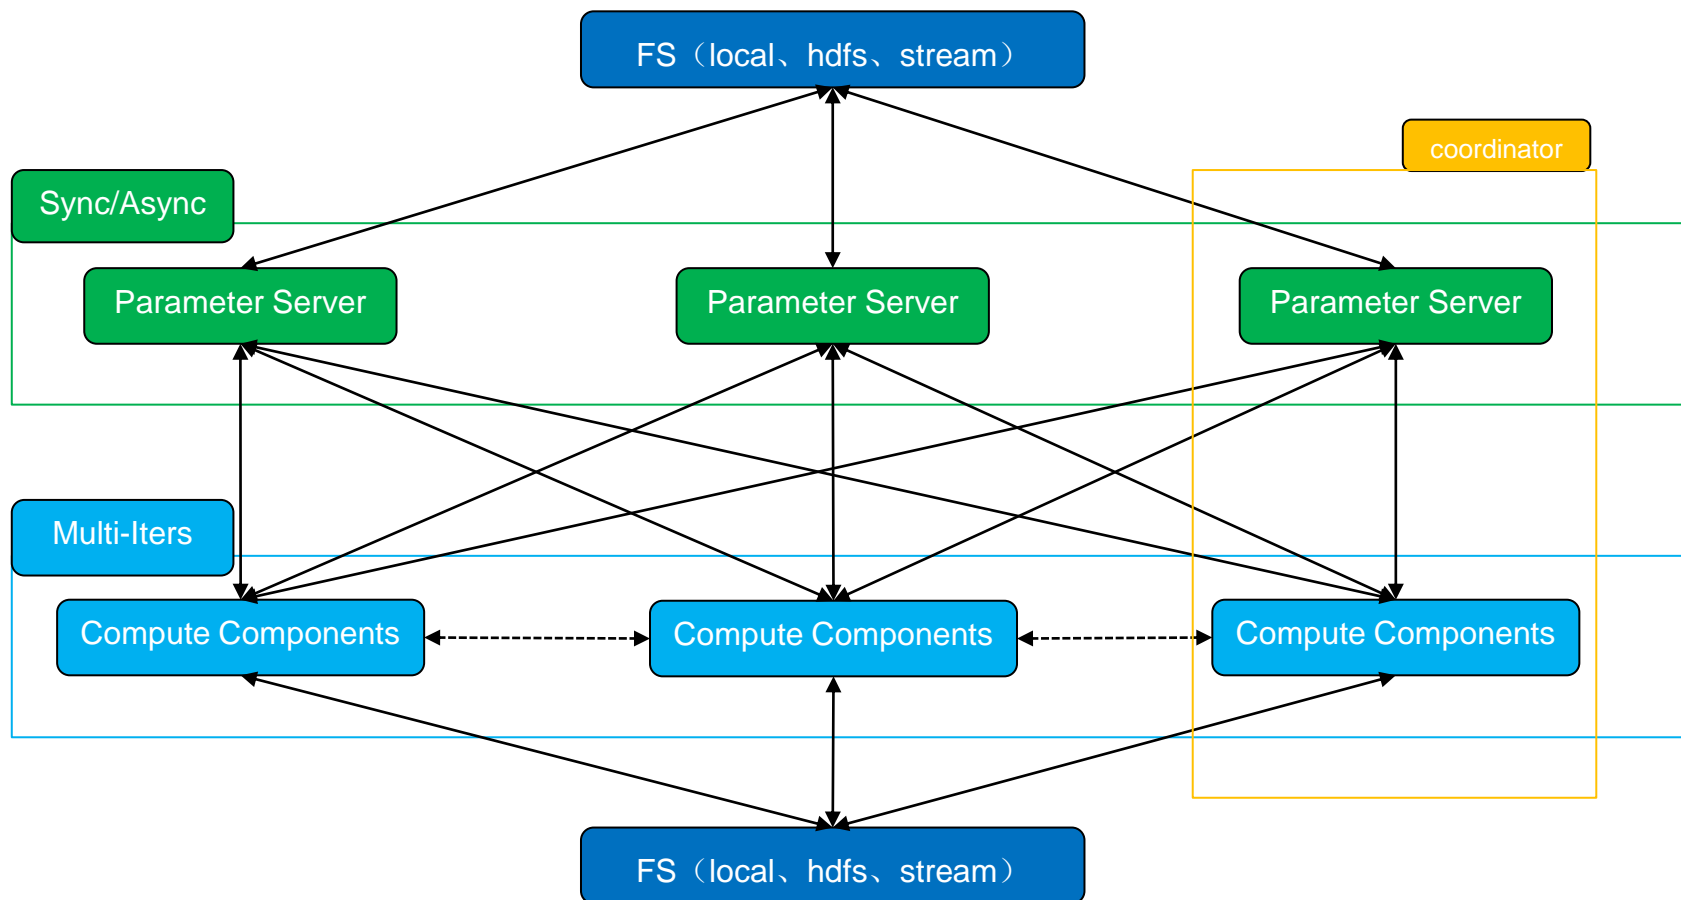 FS（local、hdfs、stream）
coordinator
Sync/Async
Parameter Server
Parameter Server
Parameter Server
Multi-Iters
Compute Components
Compute Components
Compute Components
FS（local、hdfs、stream）